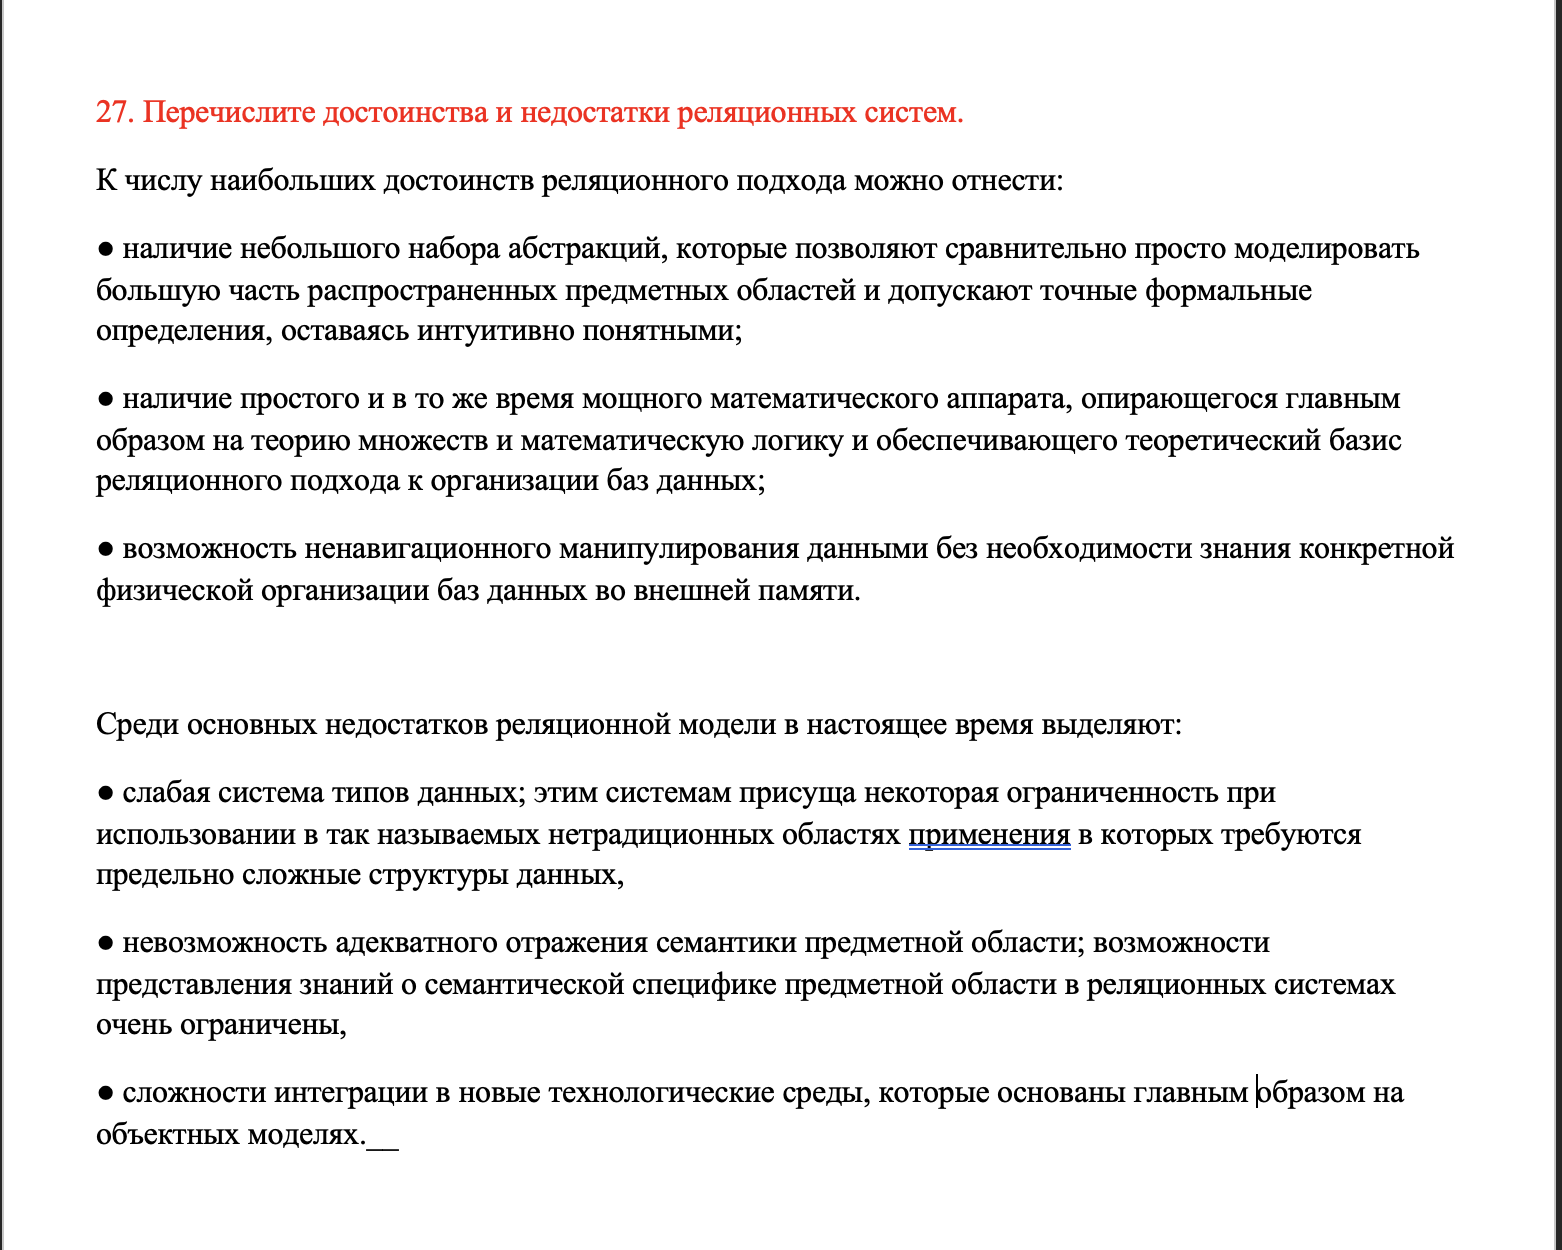 27. Перечислите достоинства и недостатки реляционных систем.
К числу наибольших достоинств реляционного подхода можно отнести:
● наличие небольшого набора абстракций, которые позволяют сравнительно просто моделировать
большую часть распространенных предметных областей и допускают точные формальные
определения, оставаясь интуитивно понятными;
● наличие простого и в то же время мощного математического аппарата, опирающегося главным
образом на теорию множеств и математическую логику и обеспечивающего теоретический базис
реляционного подхода к организации баз данных;
● возможность ненавигационного манипулирования данными без необходимости знания конкретной
физической организации баз данных во внешней памяти.
Среди основных недостатков реляционной модели в настоящее время выделяют:
● слабая система типов данных; этим системам присуща некоторая ограниченность при
использовании в так называемых нетрадиционных областях применения в которых требуются
предельно сложные структуры данных,
● невозможность адекватного отражения семантики предметной области; возможности
представления знаний о семантической специфике предметной области в реляционных системах
очень ограничены,
● сложности интеграции в новые технологические среды, которые основаны главным образом на
объектных моделях.__